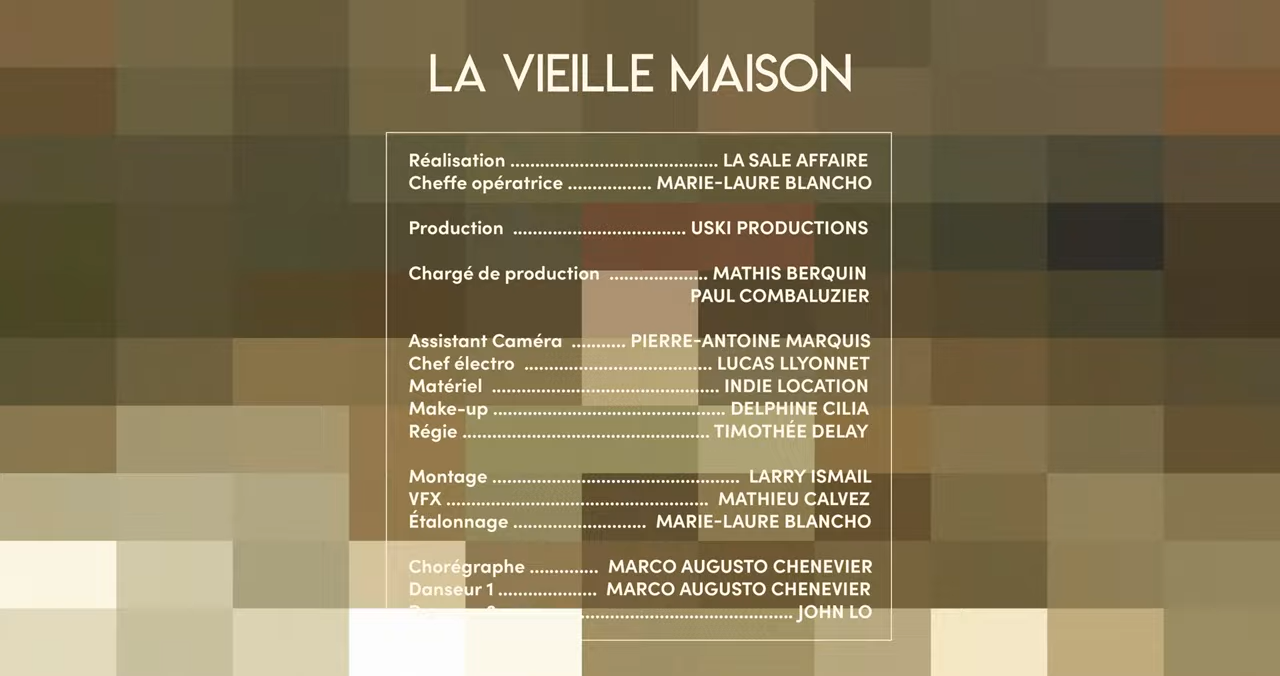 LA VIEILLE MAISON
Réalisation .......................................... LA SALE AFFAIRE
Cheffe opératrice ................. MARIE-LAURE BLANCHO
Production ................................... USKI PRODUCTIONS
Chargé de production .................... MATHIS BERQUIN
PAUL COMBALUZIER
Assistant Caméra ........... PIERRE-ANTOINE MARQUIS
Chef électro ...................................... LUCAS LLYONNET
Matériel .............................................. INDIE LOCATION
Make-up ............................................... DELPHINE CILIA
Régie .................................................. TIMOTHÉE DELAY
Montage .................................................. LARRY ISMAIL
VFX ..................................................... MATHIEU CALVEZ
Étalonnage ........................... MARIE-LAURE BLANCHO
Chorégraphe .............. MARCO AUGUSTO CHENEVIER
Danseur 1 .................... MARCO AUGUSTO CHENEVIER
........................................... JOHN LO